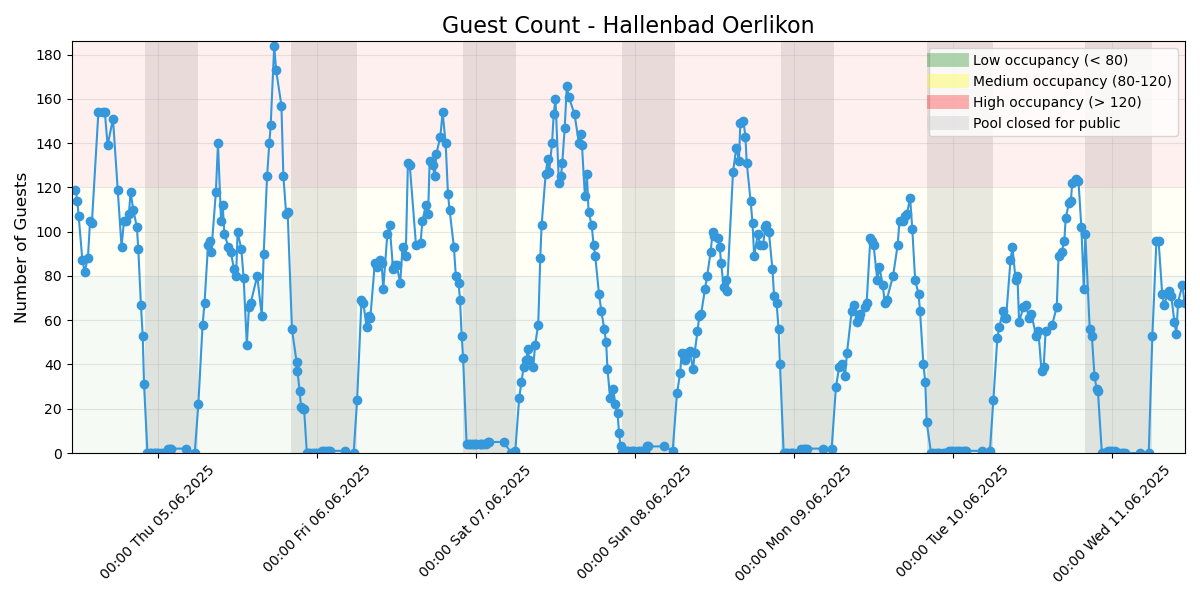 Guest Count - Hallenbad Oerlikon
Number of Guests
180
160
140
120
100
80
60
40
20
0
Low occupancy (< 80)
Medium occupancy (80-120)
High occupancy (> 120)
Pool closed for public
00:00 Thu 05.06.2025
00:00 Fri 06.06.2025
00:00 Sat 07.06.2025
00:00 Sun 08.06.2025
00:00 Mon 09.06.2025
00:00 Tue 10.06.2025
00:00 Wed 11.06.2025